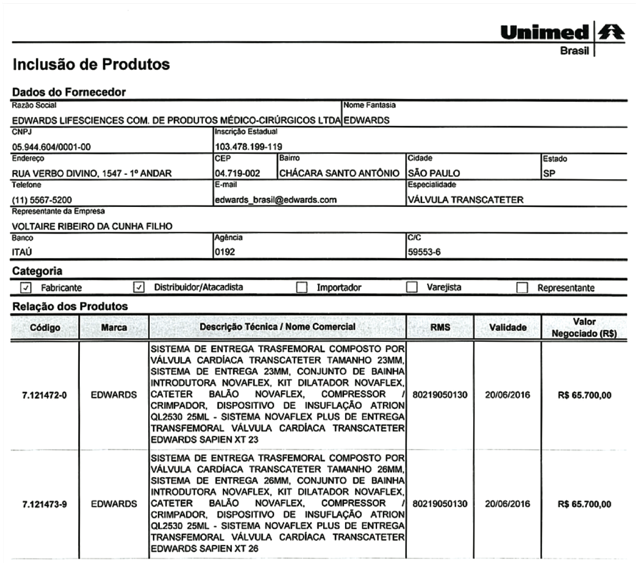 Unimed
Brasil
Inclusão de Produtos
Dados do Fornecedor
Razão Social Nome Fantasia
EDWARDS LIFESCIENCES COM. DE PRODUTOS MÉDICO-CIRÚRGICOS LTDA EDWARDS
CNPJ Inscrição Estadual
05.944.604/0001-00 103.478.199-119
Endereço CEP Bairro Cidade Estado
RUA VERBO DIVINO, 1547 - 1º ANDAR 04.719-002 CHÁCARA SANTO ANTÔNIO SÃO PAULO SP
Telefone E-mail Especialidade
(11) 5567-5200 edwards_brasil@edwards.com VÁLVULA TRANSCATETER
Representante da Empresa
VOLTAIRE RIBEIRO DA CUNHA FILHO
Banco Agência C/C
ITAÚ 0192 59553-6
Categoria
Fabricante Distribuidor/Atacadista Importador Varejista Representante
Relação dos Produtos
Código Marca Descrição Técnica / Nome Comercial RMS Validade Valor Negociado (R$)
SISTEMA DE ENTREGA TRASFEMORAL COMPOSTO POR
VÁLVULA CARDÍACA TRANSCATETER TAMANHO 23MM,
SISTEMA DE ENTREGA 23MM, CONJUNTO DE BAINHA
INTRODUTORA NOVAFLEX, KIT DILATADOR NOVAFLEX,
7.121472-0 EDWARDS CATETER BALÃO NOVAFLEX, COMPRESSOR / 80219050130 20/06/2016 R$ 65.700,00
CRIMPADOR, DISPOSITIVO DE INSUFLAÇÃO ATRION
QL2530 25ML - SISTEMA NOVAFLEX PLUS DE ENTREGA
TRANSFEMORAL VÁLVULA CARDÍACA TRANSCATETER
EDWARDS SAPIEN XT 23
SISTEMA DE ENTREGA TRASFEMORAL COMPOSTO POR
VÁLVULA CARDÍACA TRANSCATETER TAMANHO 26MM,
SISTEMA DE ENTREGA 26MM, CONJUNTO DE BAINHA
INTRODUTORA NOVAFLEX, KIT DILATADOR NOVAFLEX,
7.121473-9 EDWARDS CATETER BALÃO NOVAFLEX, COMPRESSOR / 80219050130 20/06/2016 R$ 65.700,00
CRIMPADOR, DISPOSITIVO DE INSUFLAÇÃO ATRION
QL2530 25ML - SISTEMA NOVAFLEX PLUS DE ENTREGA
TRANSFEMORAL VÁLVULA CARDÍACA TRANSCATETER
EDWARDS SAPIEN XT 26